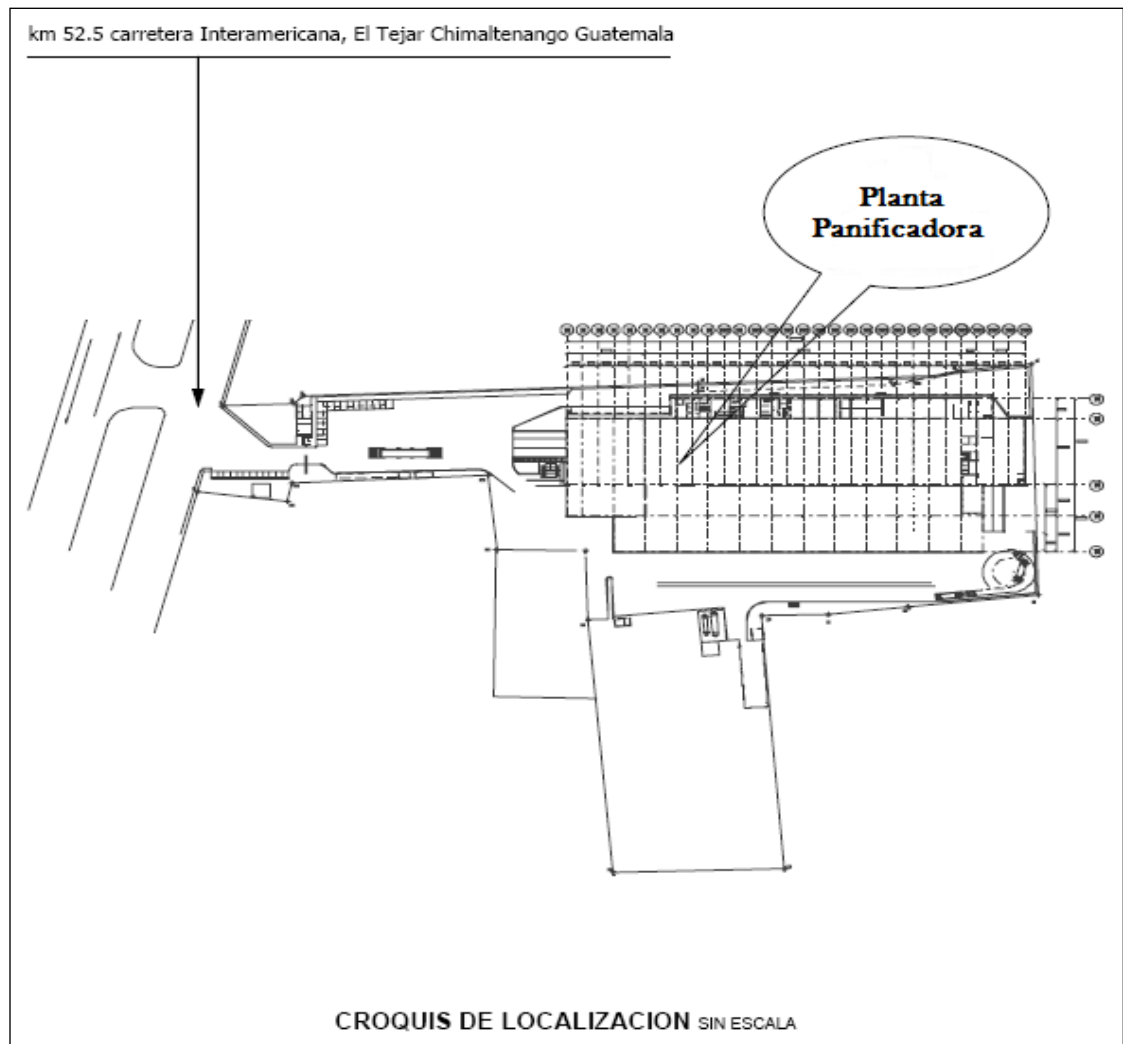 km 52.5 carretera Interamericana, El Tejar Chimaltenango Guatemala
Planta
Panificadora
CROQUIS DE LOCALIZACION SIN ESCALA